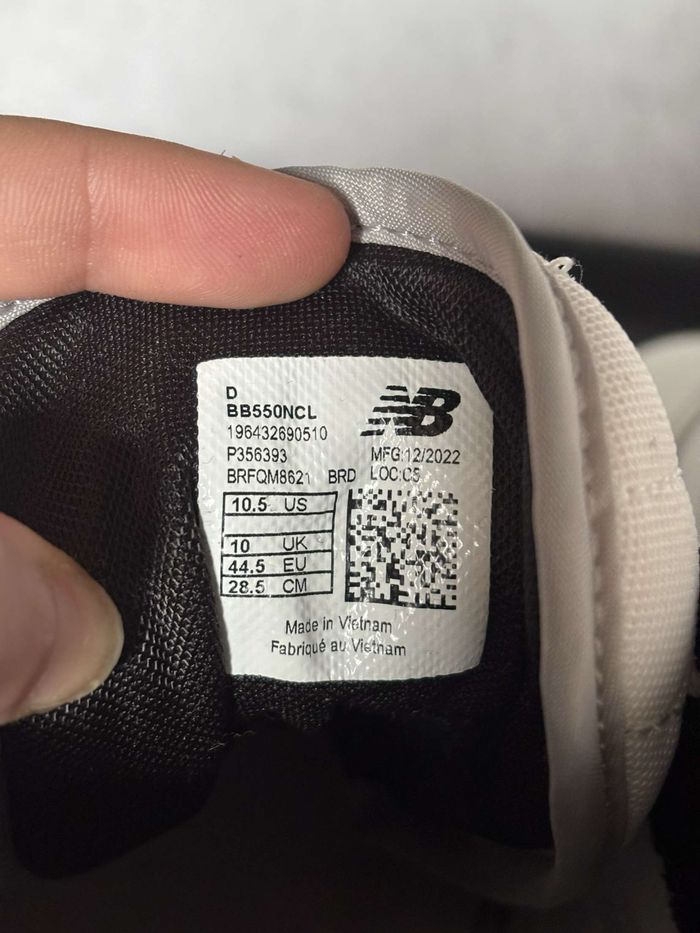 D
BB550NCL
196432690510
P356393
BRFQM8621 BRD
NB
MFG:12/2022
LOC:C5
10.5 US
10 UK
44.5 EU
28.5 CM
Made in Vietnam
Fabriqué au Vietnam